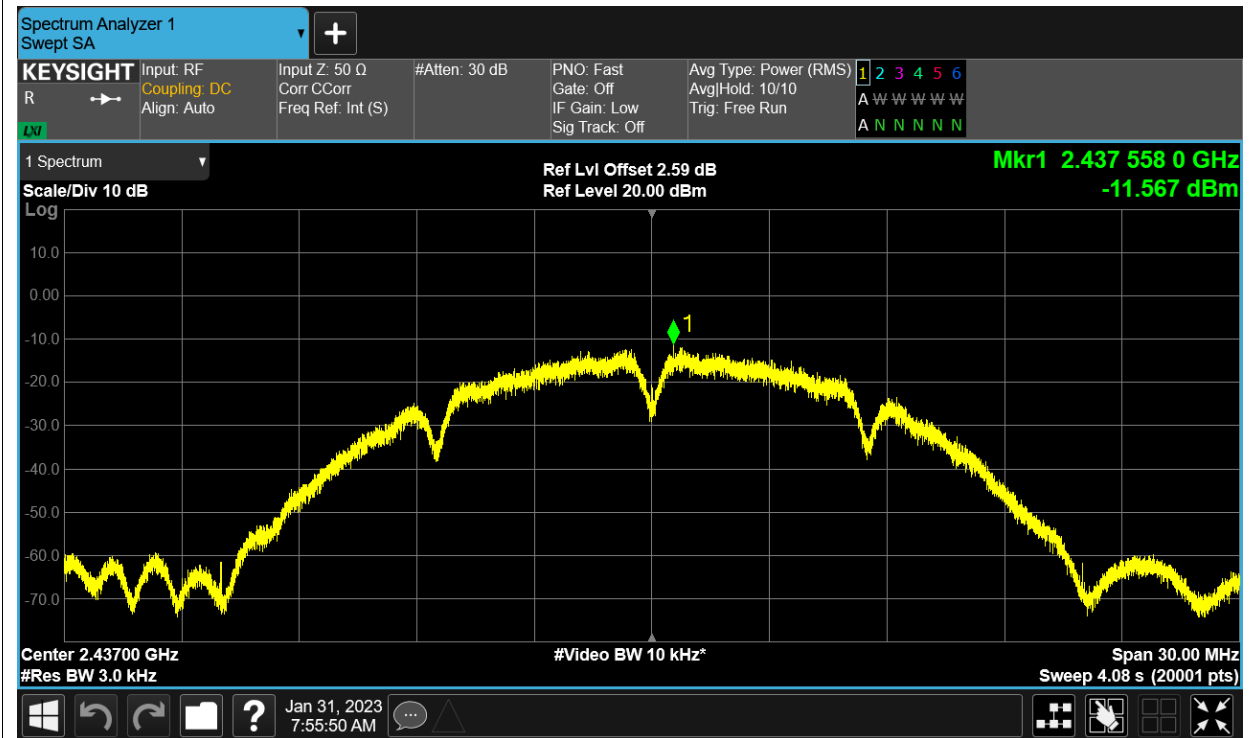 Spectrum Analyzer 1
Swept SA
KEYSIGHT
R
LXI
Input: RF
Coupling: DC
Align: Auto
Input Z: 50 Ω
Corr CCorr
Freq Ref: Int (S)
#Atten: 30 dB
PNO: Fast
Gate: Off
IF Gain: Low
Sig Track: Off
Avg Type: Power (RMS)
Avg|Hold: 10/10
Trig: Free Run
1 2 3 4 5 6
A W W W W W
A N N N N N
1 Spectrum
Scale/Div 10 dB
Log
Ref Lvl Offset 2.59 dB
Ref Level 20.00 dBm
Mkr1 2.437 558 0 GHz
-11.567 dBm
10.0
0.00
-10.0
-20.0
-30.0
-40.0
-50.0
-60.0
-70.0
1
Center 2.43700 GHz
#Res BW 3.0 kHz
#Video BW 10 kHz*
Span 30.00 MHz
Sweep 4.08 s (20001 pts)
?
Jan 31, 2023
7:55:50 AM